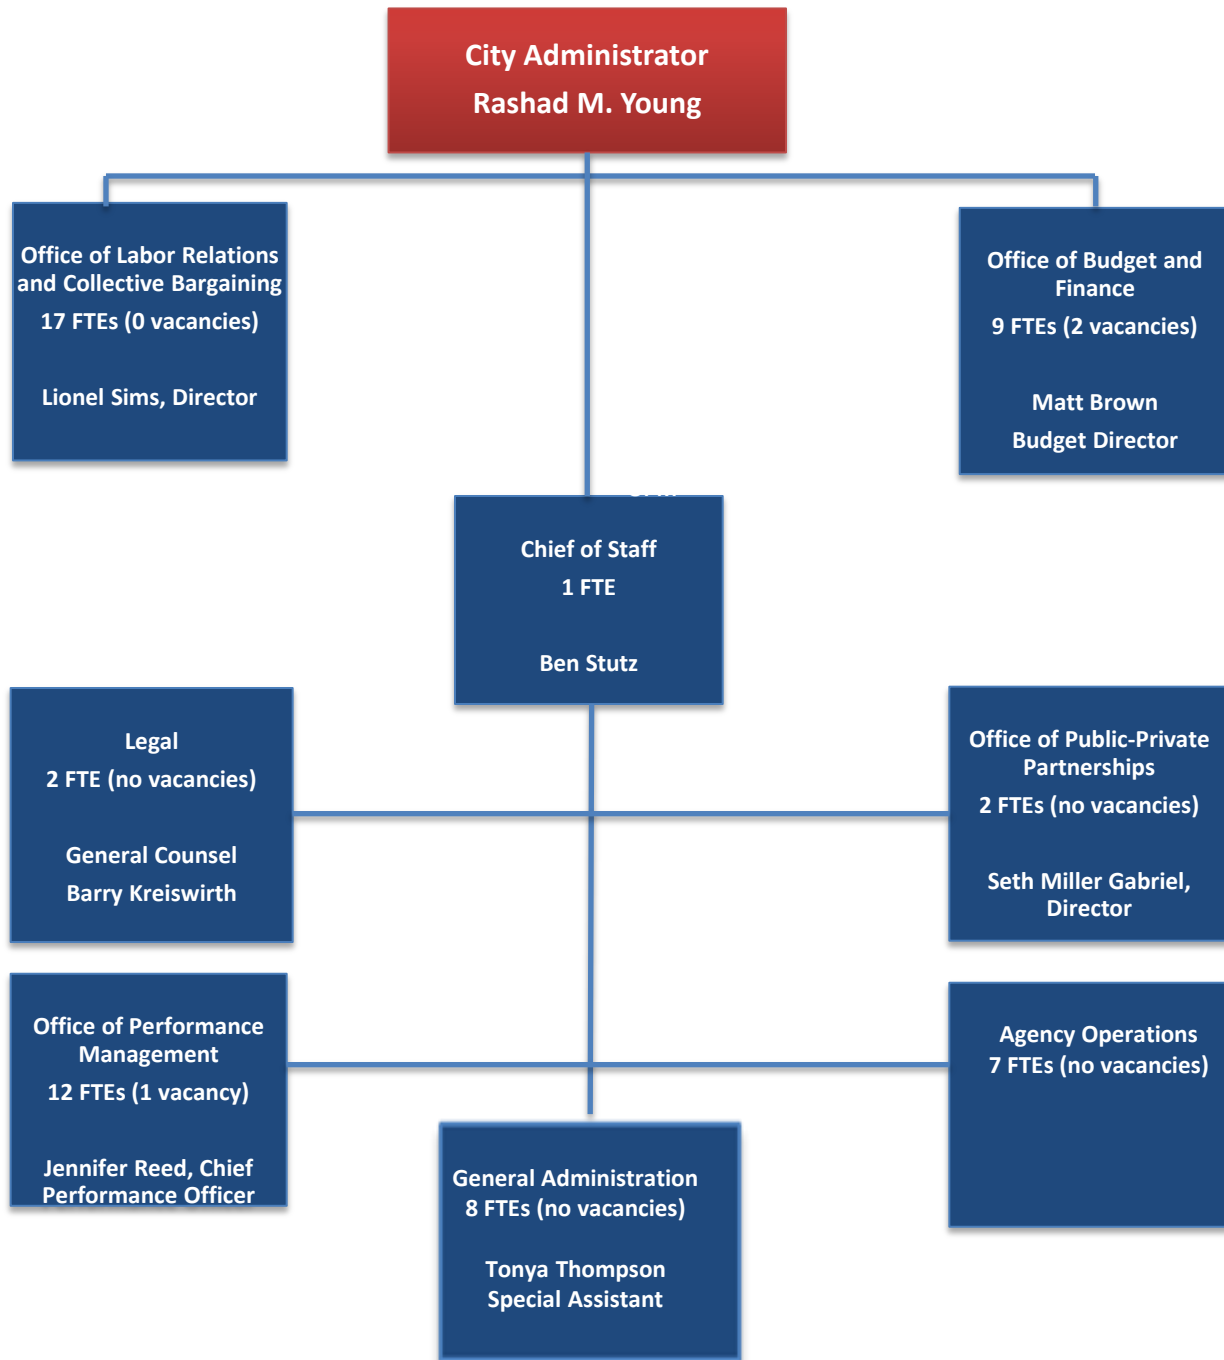 City Administrator
Rashad M. Young
Office of Labor Relations
and Collective Bargaining
17 FTEs (0 vacancies)
Lionel Sims, Director
Office of Budget and
Finance
9 FTEs (2 vacancies)
Matt Brown
Budget Director
Chief of Staff
1 FTE
Ben Stutz
Legal
2 FTE (no vacancies)
General Counsel
Barry Kreiswirth
Office of Public-Private
Partnerships
2 FTEs (no vacancies)
Seth Miller Gabriel,
Director
Office of Performance
Management
12 FTEs (1 vacancy)
Jennifer Reed, Chief
Performance Officer
Agency Operations
7 FTEs (no vacancies)
General Administration
8 FTEs (no vacancies)
Tonya Thompson
Special Assistant